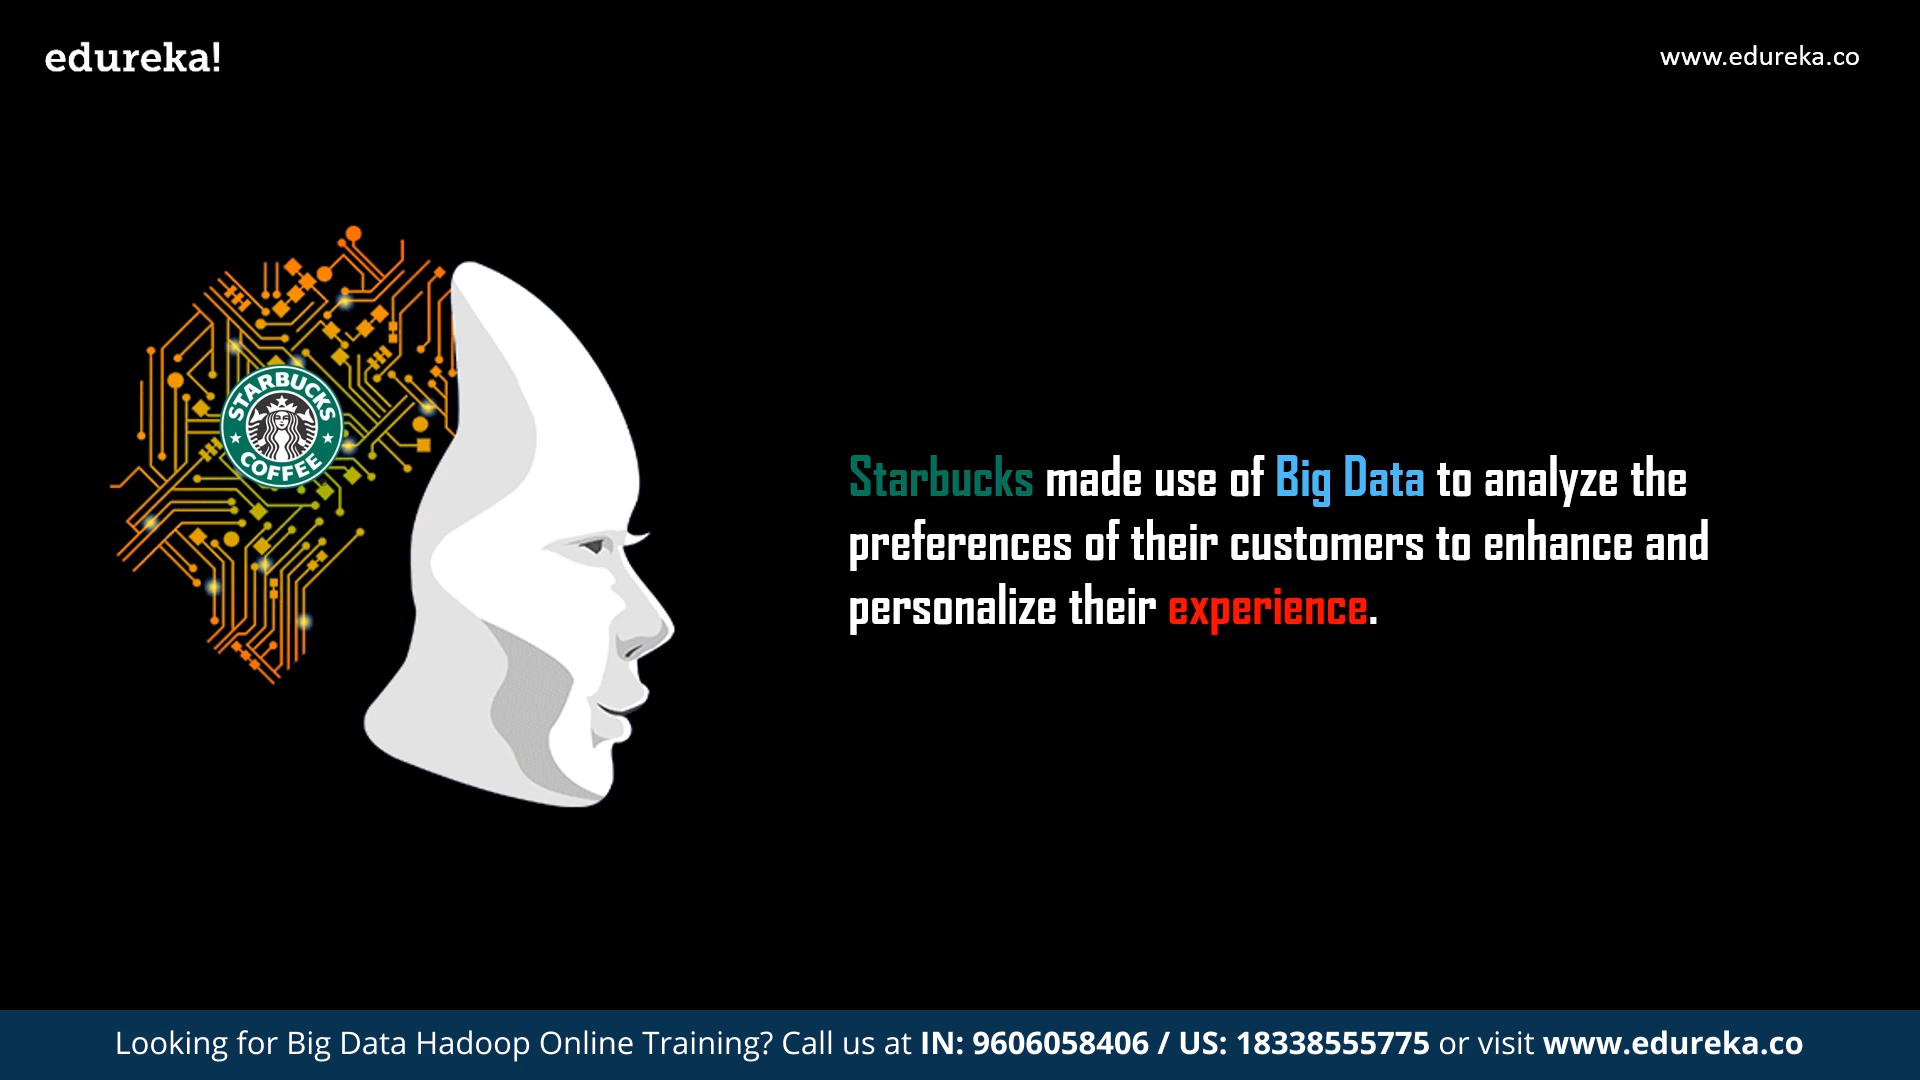 edureka!
www.edureka.co
STARBUCKS
COFFEE
Starbucks made use of Big Data to analyze the
preferences of their customers to enhance and
personalize their experience.
Looking for Big Data Hadoop Online Training? Call us at IN: 9606058406 / US: 18338555775 or visit www.edureka.co